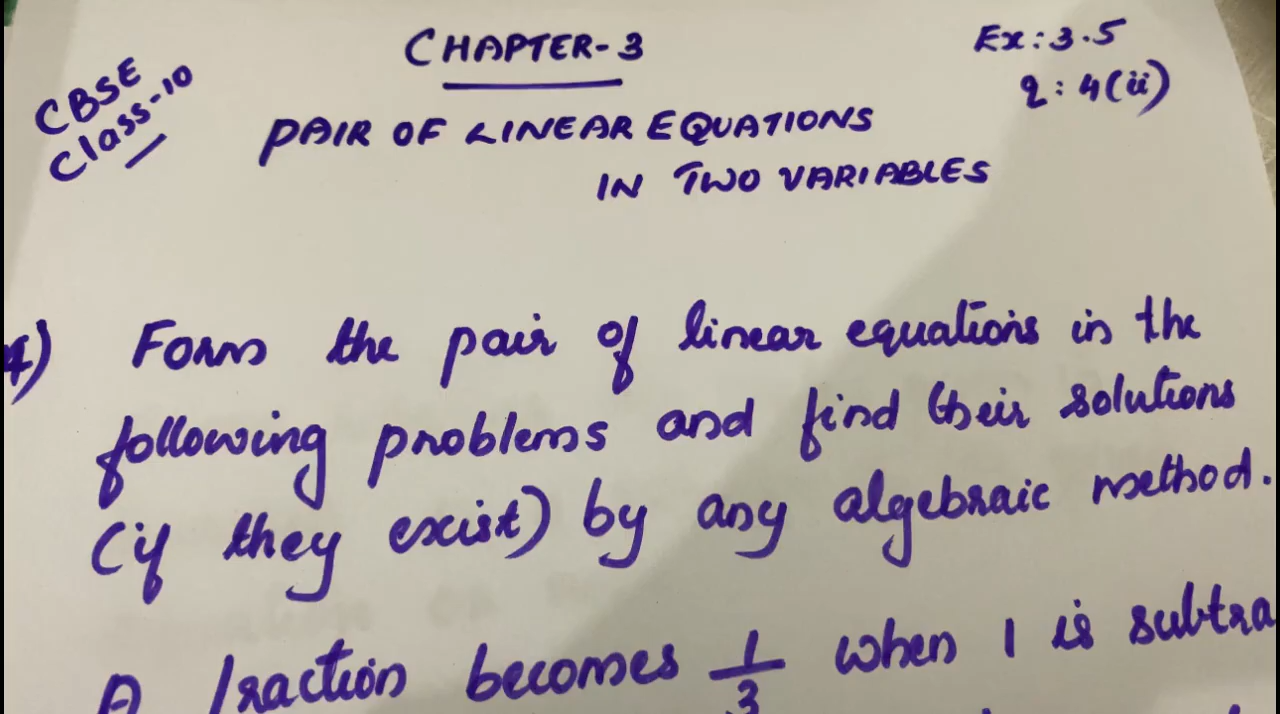 CHAPTER-3
Ex: 3.5
CBSE
Class-10
q: 4(ii)
PAIR OF LINEAR EQUATIONS
IN TWO VARIABLES
4) Form the pair of linear equations in the
following problems and find their solutions
(if they exist) by any algebraic method.
A fraction becomes 1/3 when 1 is subtra